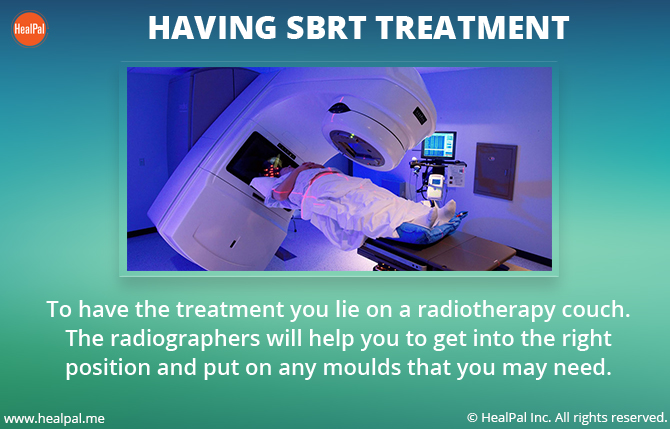 HealPal
HAVING SBRT TREATMENT
To have the treatment you lie on a radiotherapy couch.
The radiographers will help you to get into the right
position and put on any moulds that you may need.
www.healpal.me
© HealPal Inc. All rights reserved.